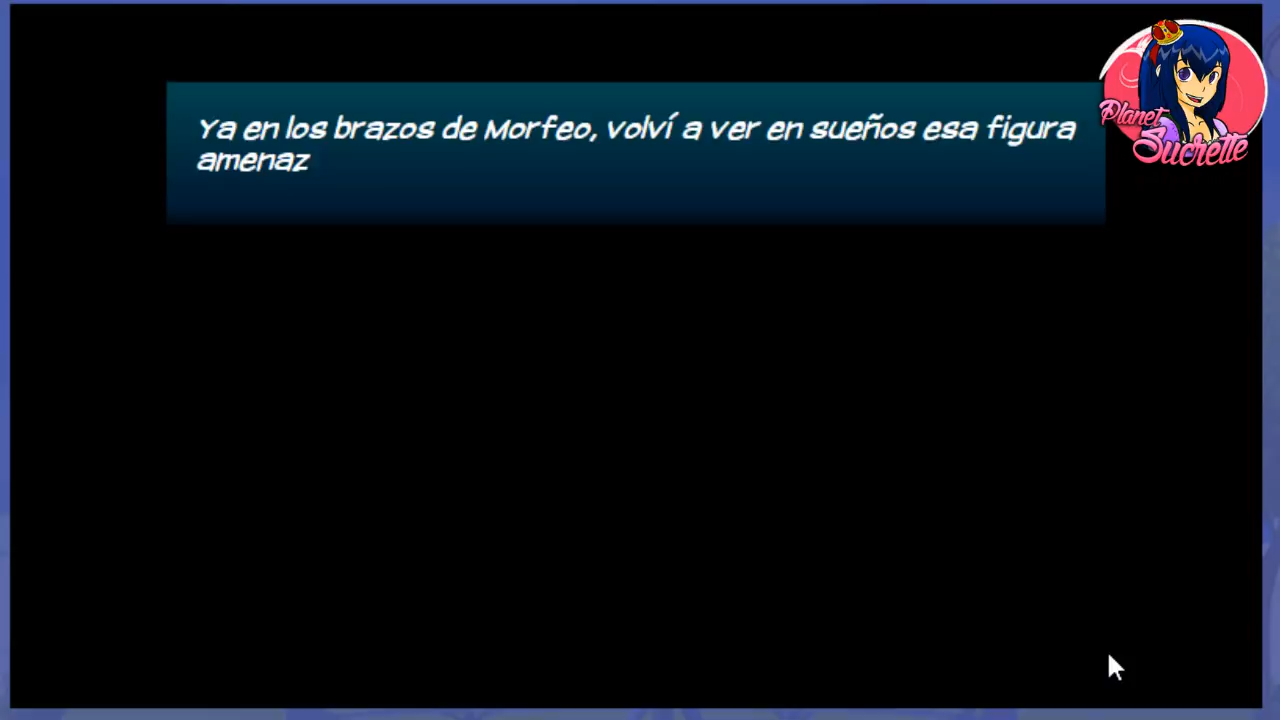 Ya en los brazos de Morfeo, volví a ver en sueños esa figura
amenaz
Planet
Sucrette